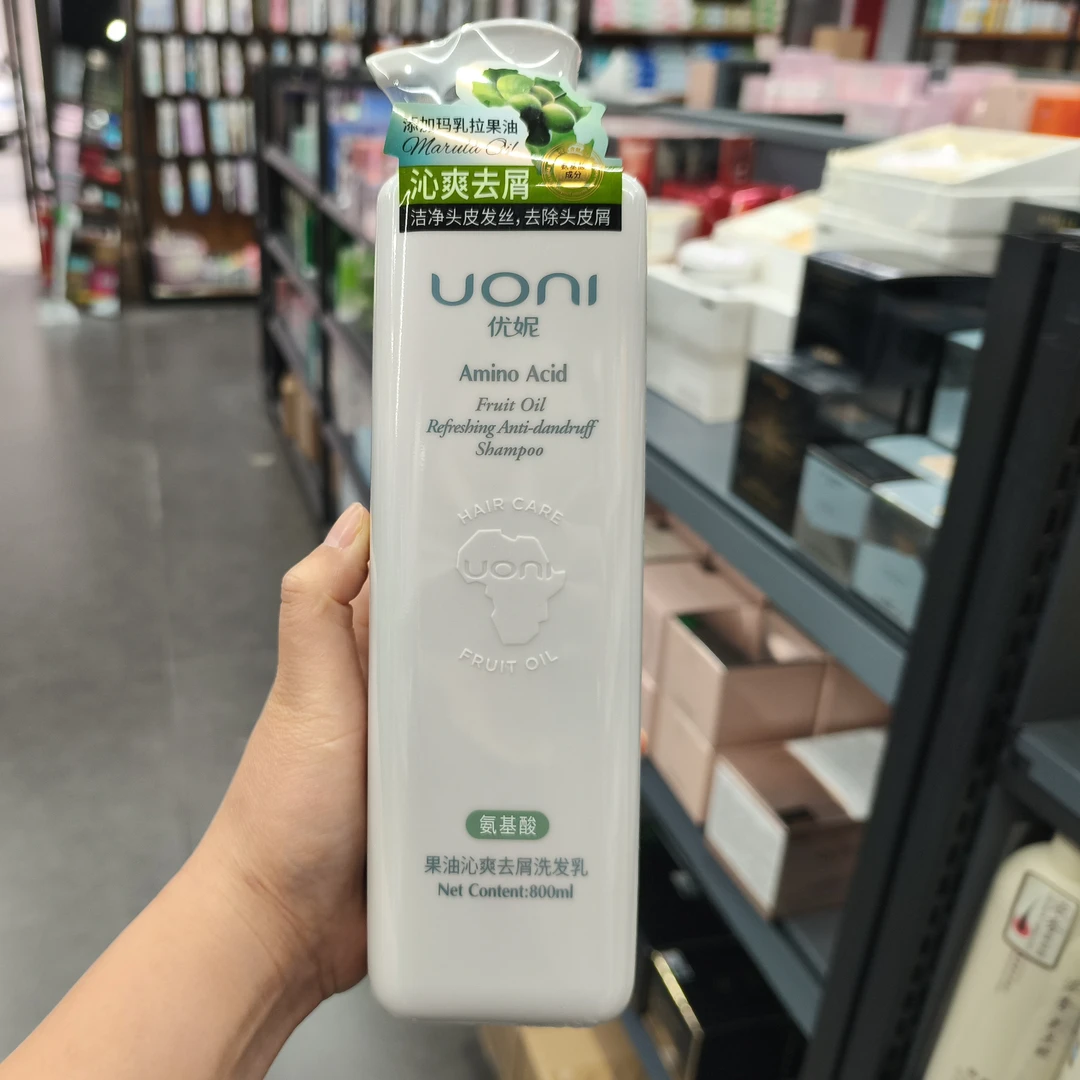 添加玛乳拉果油
Marula Oil
成分
沁爽去屑
洁净头皮发丝,去除头皮屑
uoni
优妮
Amino Acid
Fruit Oil
Refreshing Anti-dandruff
Shampoo
HAIR CARE
uoni
FRUIT OIL
氨基酸
果油沁爽去屑洗发乳
Net Content:800ml